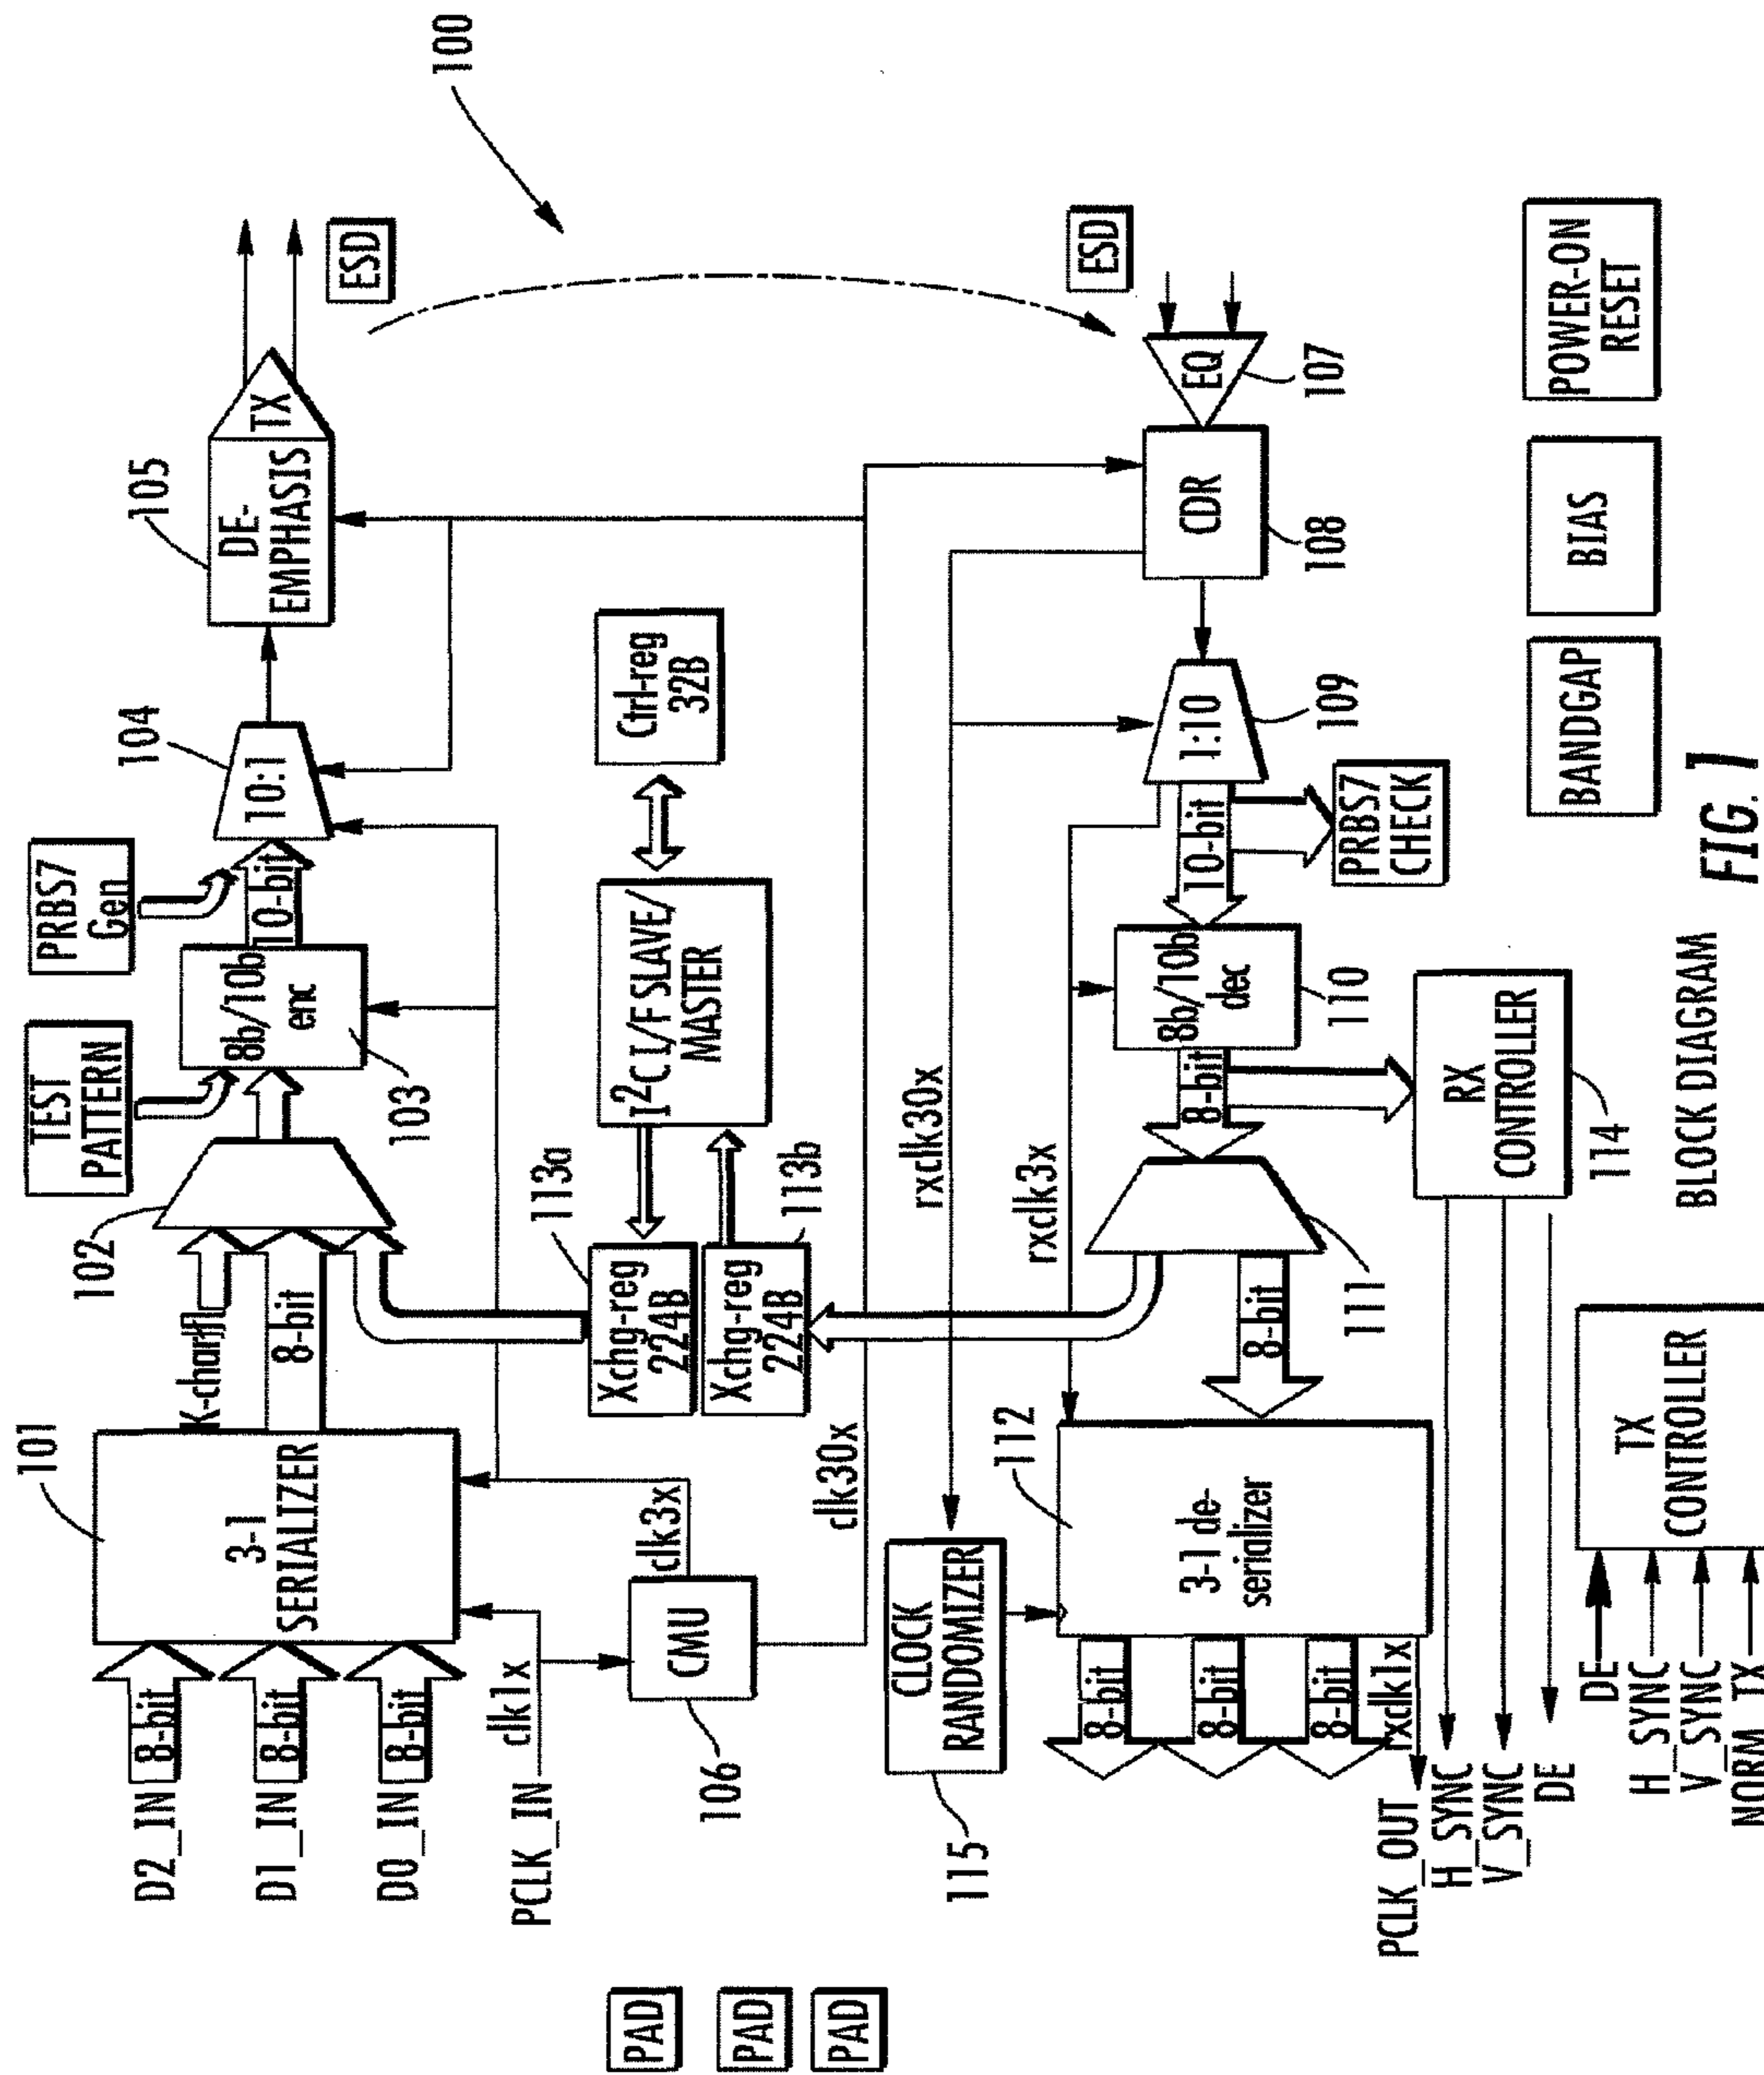 100
101
102
103
104
105
TEST
PATTERN
PRBS7
Gen
D2_IN
8-bit
D1_IN
8-bit
D0_IN
8-bit
3-1
SERIALIZER
8-bit
8b/10b
enc
10-bit
10:1
DE-
EMPHASIS
TX
ESD
PCLK_IN
clk1x
CMU
106
clk3x
clk30x
Xchg-reg
224B
113a
Xchg-reg
224B
113b
I2CI/F SLAVE/
MASTER
Ctrl-reg
32B
PAD
PAD
PAD
CLOCK
RANDOMIZER
115
rxclk30x
rxclk3x
ESD
EQ
107
CDR
108
1:10
109
10-bit
PRBS7
CHECK
8b/10b
dec
110
8-bit
111
8-bit
112
3-1 de-
serializer
8-bit
8-bit
8-bit
rxclk1x
PCLK_OUT
H_SYNC
V_SYNC
DE
RX
CONTROLLER
114
DE
H_SYNC
V_SYNC
NORM_TX
TX
CONTROLLER
BANDGAP
BIAS
POWER-ON
RESET
BLOCK DIAGRAM
FIG. 1